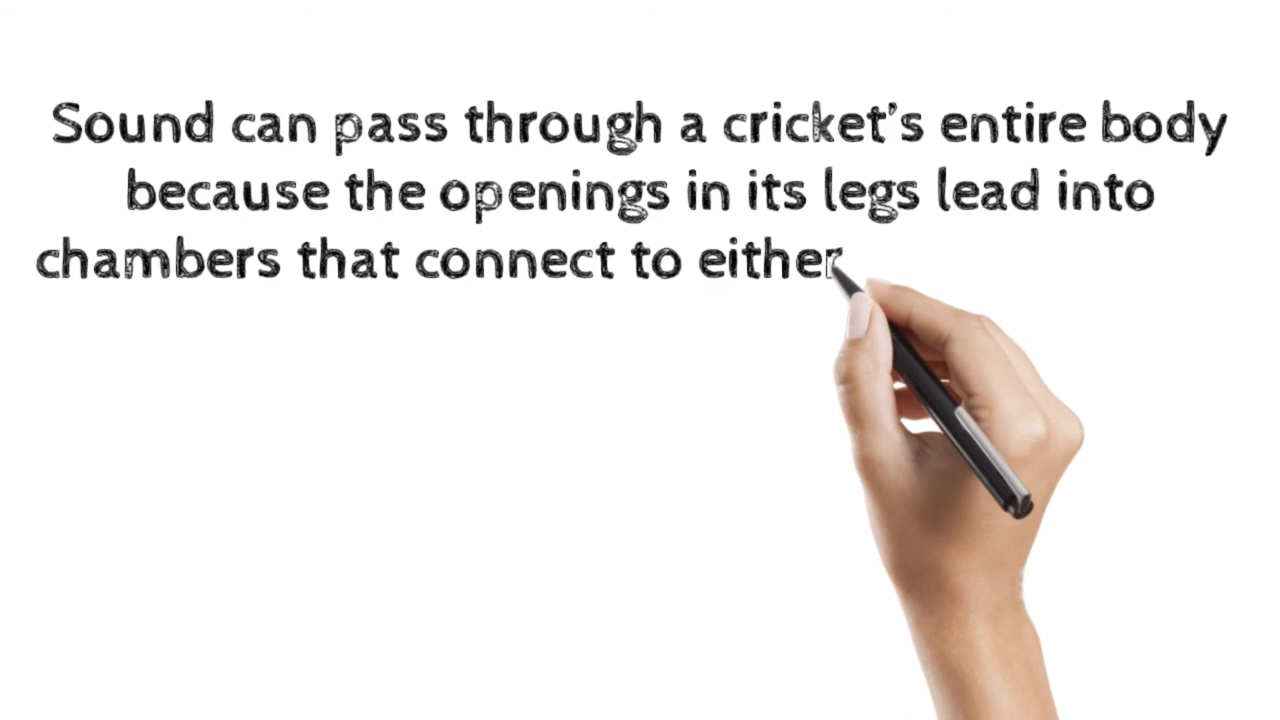 Sound can pass through a cricket's entire body
because the openings in its legs lead into
chambers that connect to either